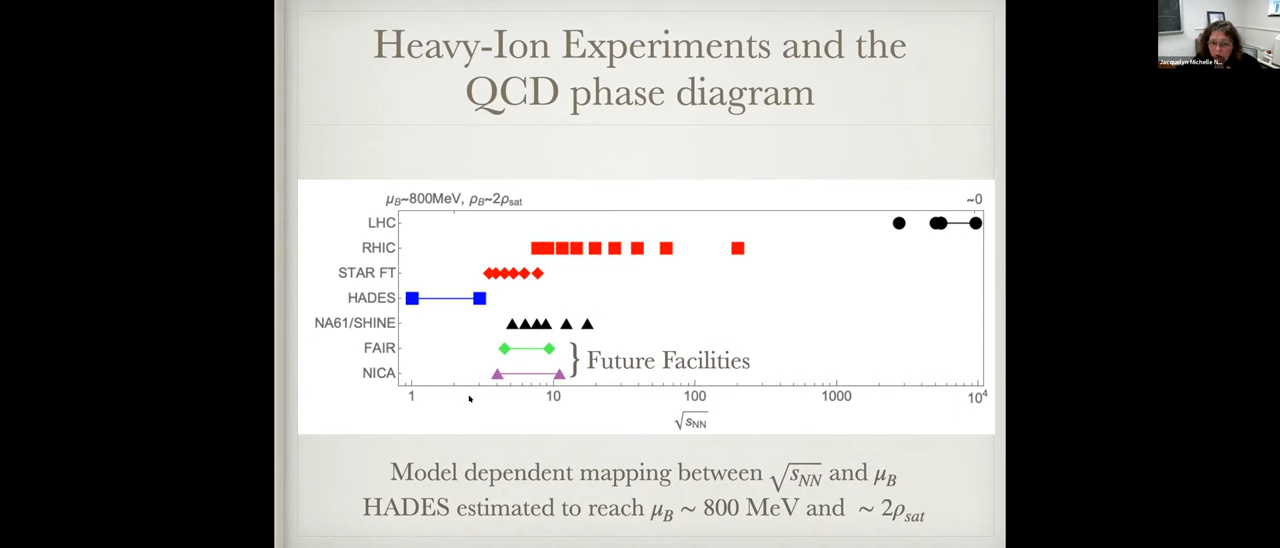 Heavy-Ion Experiments and the
QCD phase diagram
Jacquelyn Michelle N...
μB~800MeV, ρB~2ρsat
~0
LHC
RHIC
STAR FT
HADES
NA61/SHINE
FAIR
NICA
} Future Facilities
1 10 100 1000 10⁴
√sNN
Model dependent mapping between √sNN and μB
HADES estimated to reach μB ~ 800 MeV and ~ 2ρsat